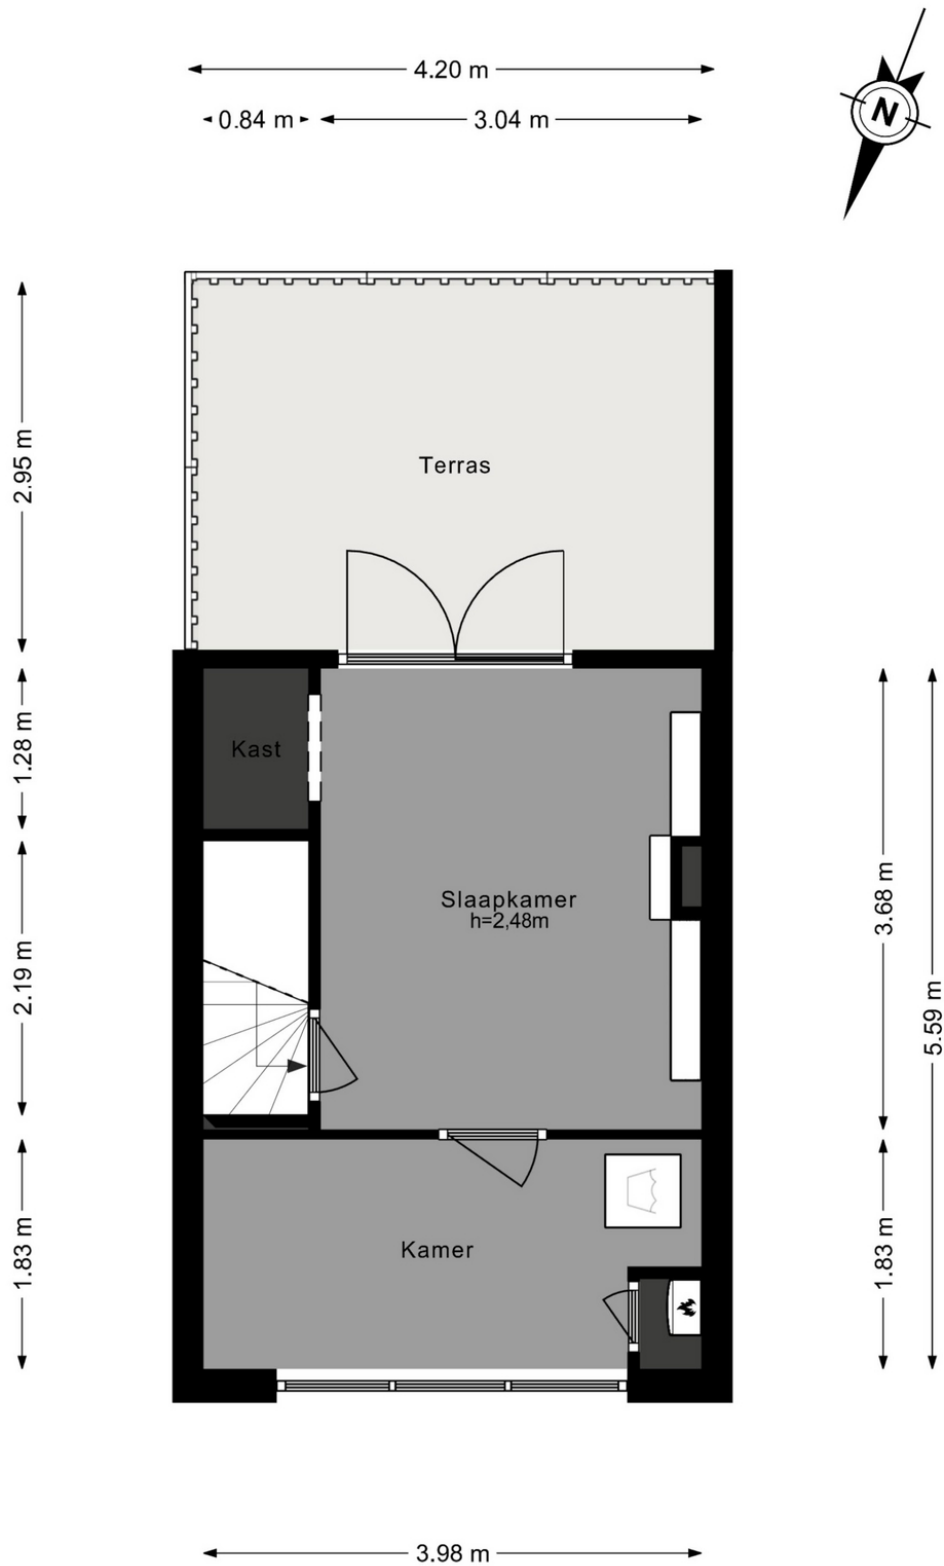 4.20 m
0.84 m
3.04 m
N
2.95 m
Terras
1.28 m
Kast
Slaapkamer
h=2,48m
3.68 m
2.19 m
5.59 m
1.83 m
Kamer
1.83 m
3.98 m